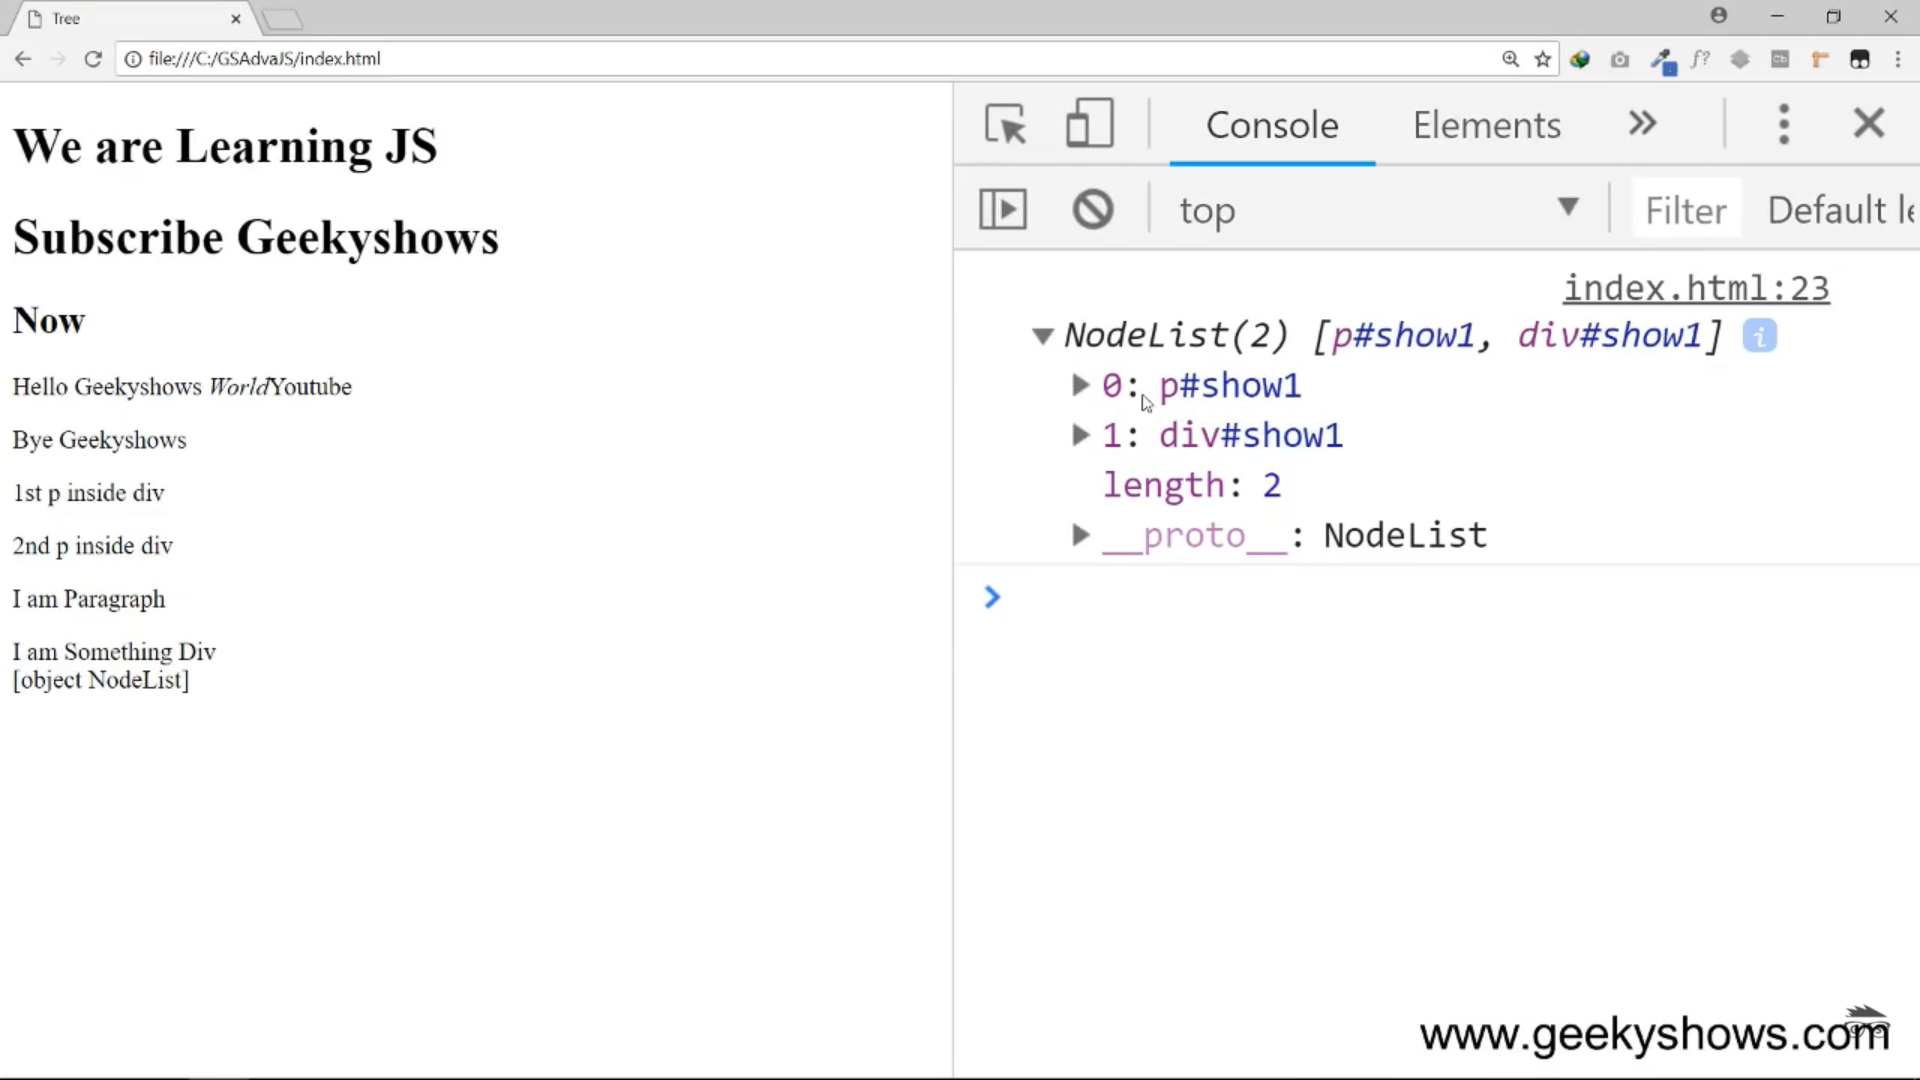 Tree
file:///C:/GSAdvaJS/index.html
We are Learning JS
Subscribe Geekyshows
Now
Hello Geekyshows WorldYoutube
Bye Geekyshows
1st p inside div
2nd p inside div
I am Paragraph
I am Something Div
[object NodeList]
Console Elements
top Filter Default le
index.html:23
NodeList(2) [p#show1, div#show1] i
0: p#show1
1: div#show1
length: 2
__proto__: NodeList
www.geekyshows.com